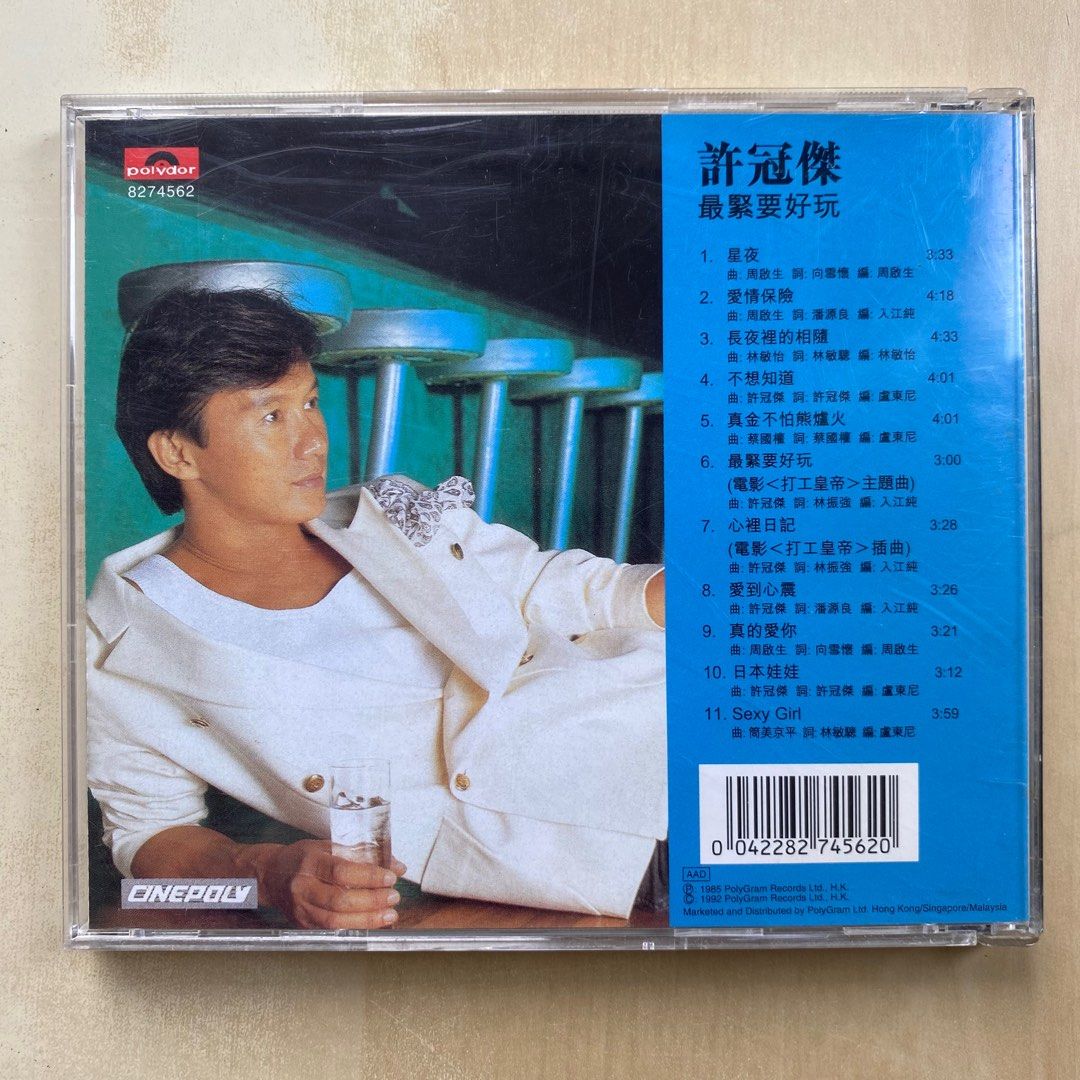 polydor
8274562
許冠傑
最緊要好玩
1. 星夜 3:33
曲: 周啟生 詞: 向雪懷 編: 周啟生
2. 愛情保險 4:18
曲: 周啟生 詞: 潘源良 編: 入江純
3. 長夜裡的相隨 4:33
曲: 林敏怡 詞: 林敏驄 編: 林敏怡
4. 不想知道 4:01
曲: 許冠傑 詞: 許冠傑 編: 盧東尼
5. 真金不怕熊爐火 4:01
曲: 蔡國權 詞: 蔡國權 編: 盧東尼
6. 最緊要好玩 3:00
(電影<打工皇帝>主題曲)
曲: 許冠傑 詞: 林振強 編: 入江純
7. 心裡日記 3:28
(電影<打工皇帝>插曲)
曲: 許冠傑 詞: 林振強 編: 入江純
8. 愛到心震 3:26
曲: 許冠傑 詞: 潘源良 編: 入江純
9. 真的愛你 3:21
曲: 周啟生 詞: 向雪懷 編: 周啟生
10. 日本娃娃 3:12
曲: 許冠傑 詞: 許冠傑 編: 盧東尼
11. Sexy Girl 3:59
曲: 筒美京平 詞: 林敏驄 編: 盧東尼
0 042282 745620
AAD
℗ 1985 PolyGram Records Ltd., H.K.
© 1992 PolyGram Records Ltd., H.K.
Marketed and Distributed by PolyGram Ltd. Hong Kong/Singapore/Malaysia
CINEPOLY